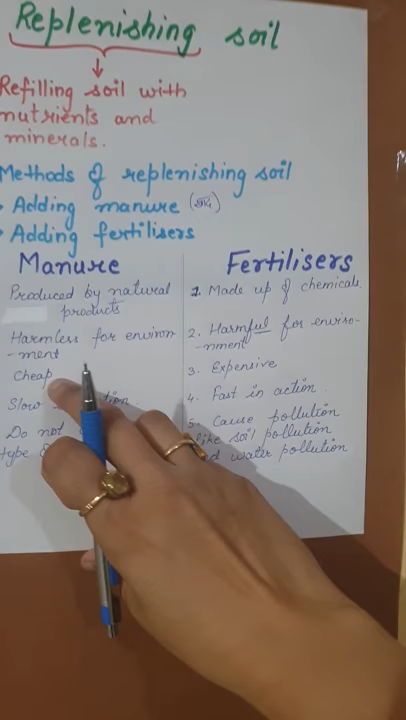 Replenishing soil
Refilling soil with
nutrients and
minerals.
Methods of replenishing soil
• Adding manure (खाद)
• Adding fertilisers
Manure
Produced by natural
products
Harmless for environ
-ment
Cheap
Slow
Do not
type
Fertilisers
1. Made up of chemicals.
2. Harmful for enviro-
-nment
3. Expensive
4. Fast in action.
5. Cause pollution
like soil pollution
water pollution